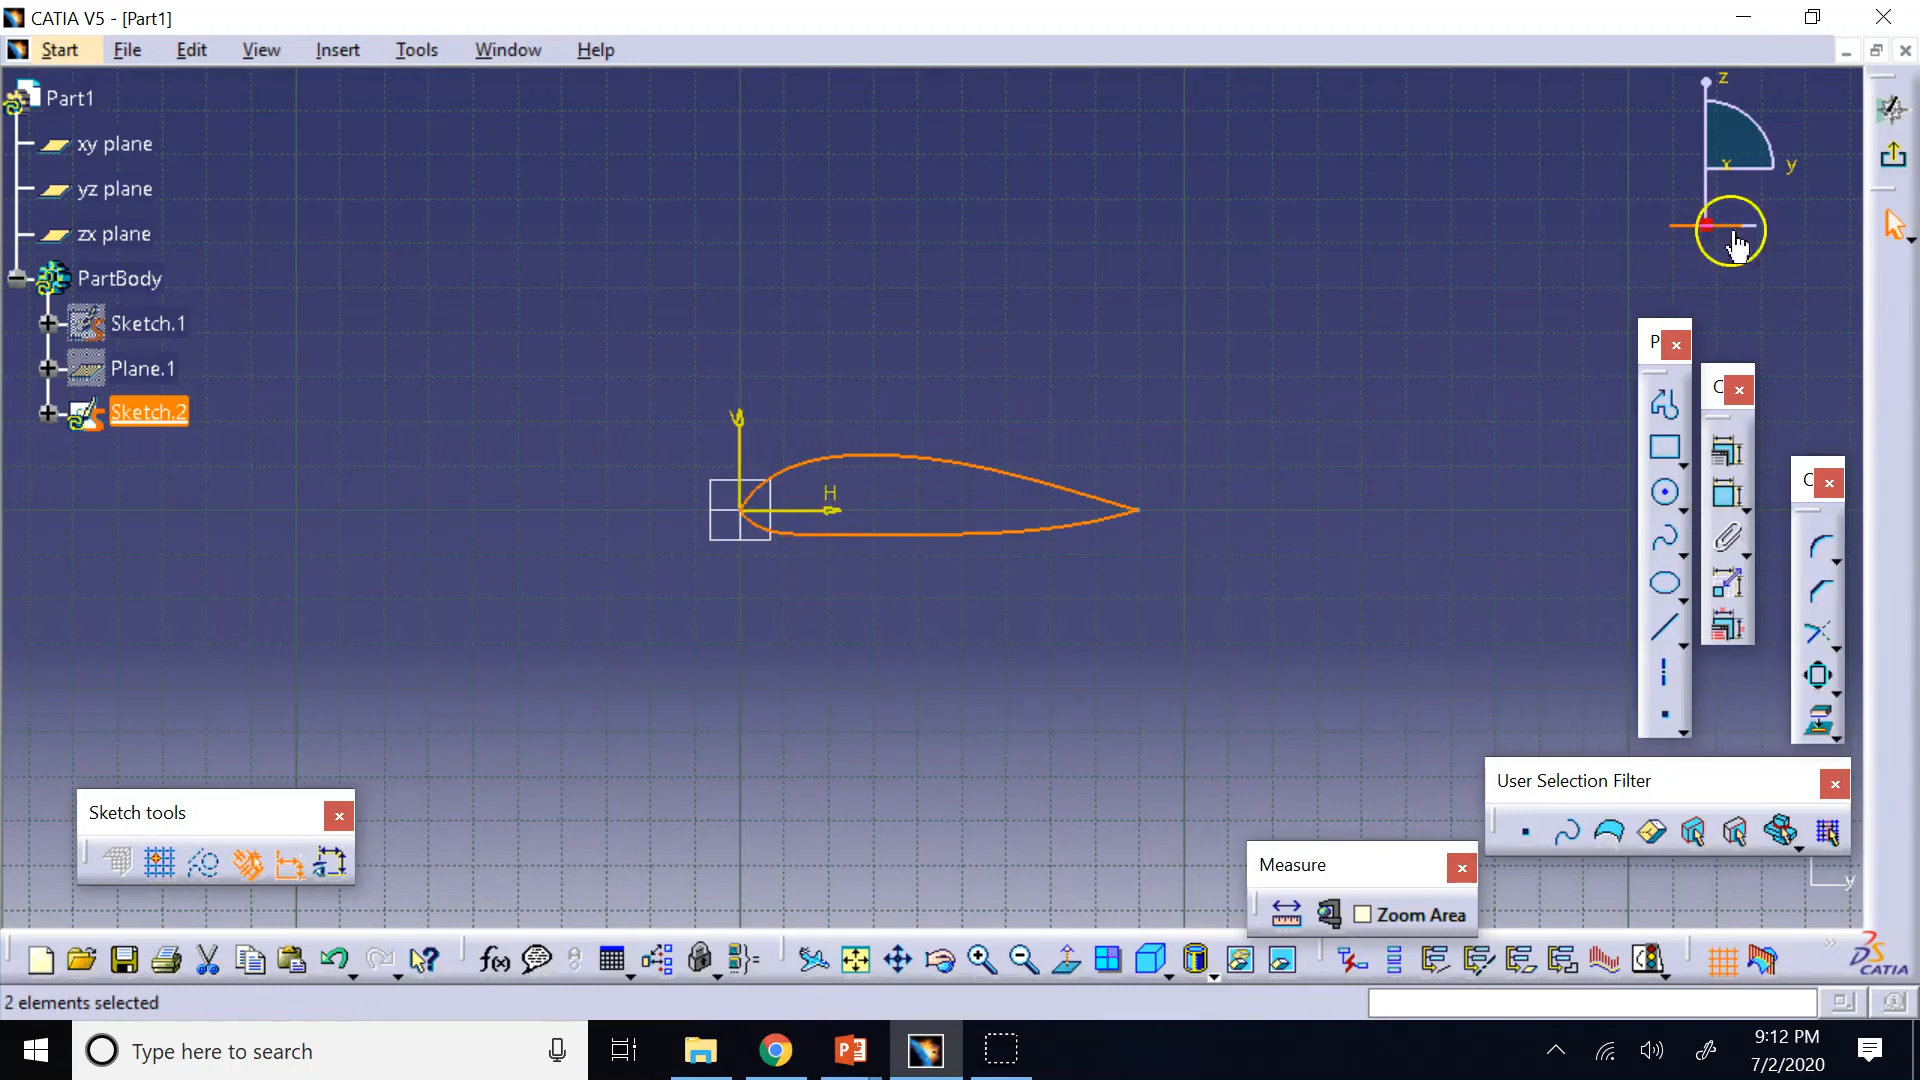 CATIA V5 - [Part1]
Start File Edit View Insert Tools Window Help
Part1
xy plane
yz plane
zx plane
PartBody
Sketch.1
Plane.1
Sketch.2
z
x
y
V
H
P
C
C
Sketch tools
User Selection Filter
Measure
Zoom Area
y
f(x)
CATIA
2 elements selected
Type here to search
9:12 PM
7/2/2020